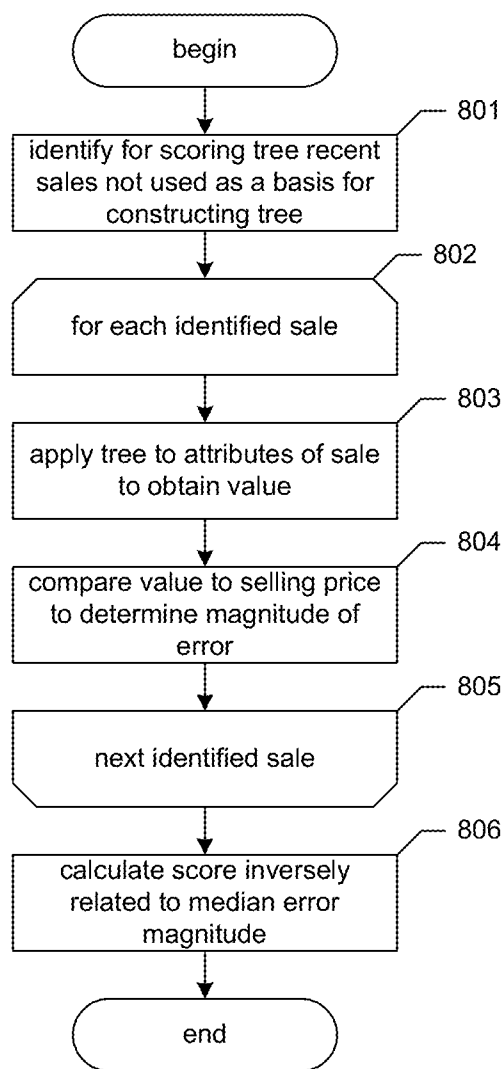 begin
801
identify for scoring tree recent
sales not used as a basis for
constructing tree
802
for each identified sale
803
apply tree to attributes of sale
to obtain value
804
compare value to selling price
to determine magnitude of
error
805
next identified sale
806
calculate score inversely
related to median error
magnitude
end